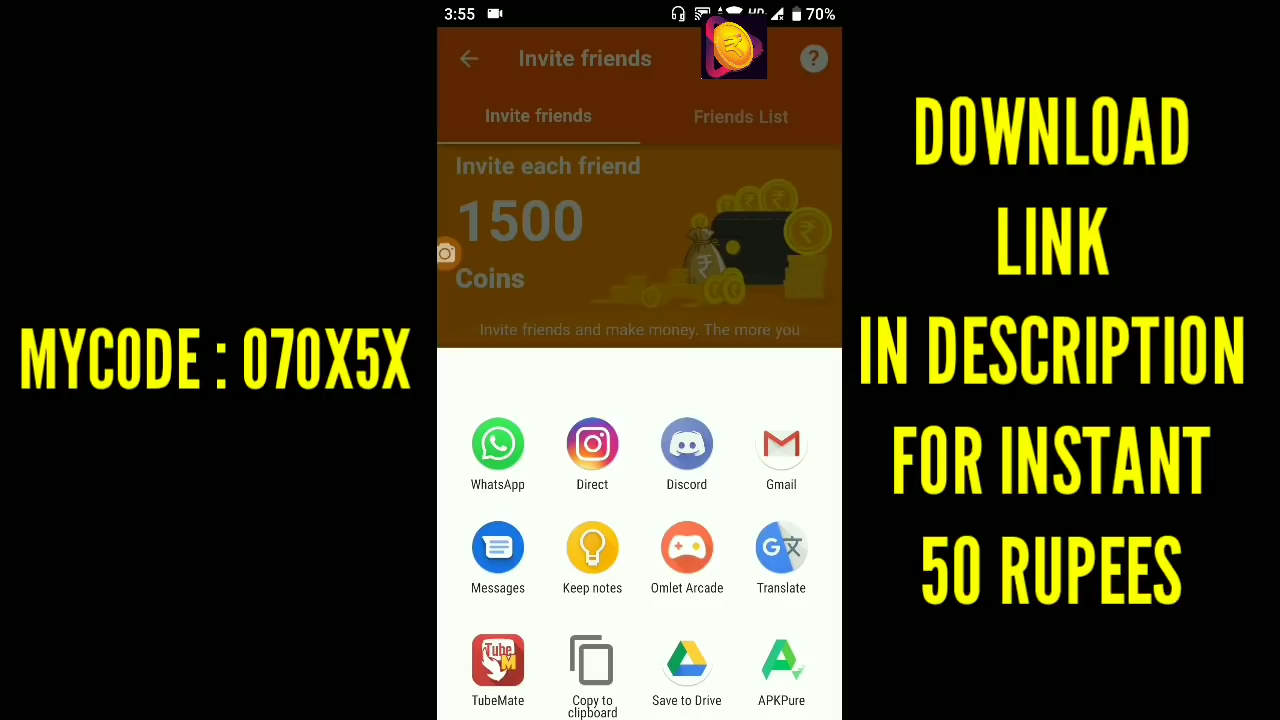 3:55
HD
70%
Invite friends
?
Invite friends
Friends List
Invite each friend
1500
Coins
Invite friends and make money. The more you
WhatsApp
Direct
Discord
Gmail
Messages
Keep notes
Omlet Arcade
Translate
Tube
M
TubeMate
Copy to
clipboard
Save to Drive
APKPure
MYCODE : 070X5X
DOWNLOAD
LINK
IN DESCRIPTION
FOR INSTANT
50 RUPEES